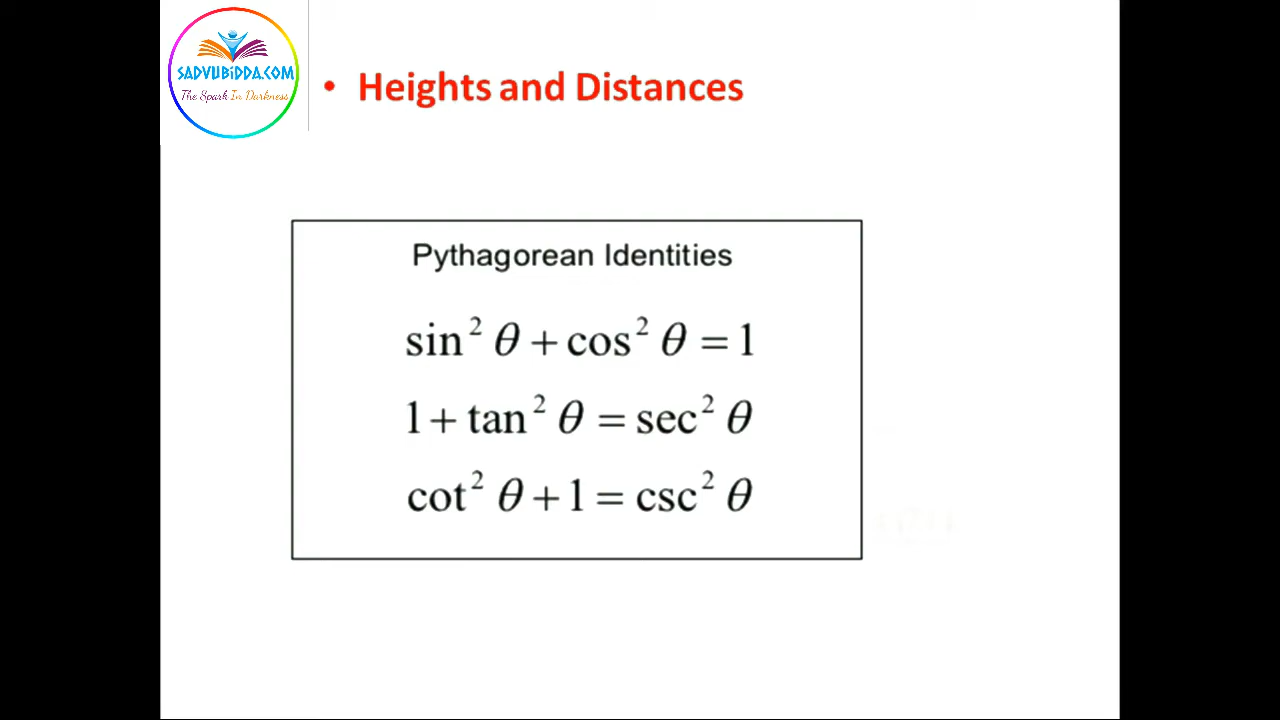 SADVUBIDDA.COM
The Spark In Darkness
• Heights and Distances
Pythagorean Identities
sin² θ + cos² θ = 1
1 + tan² θ = sec² θ
cot² θ + 1 = csc² θ